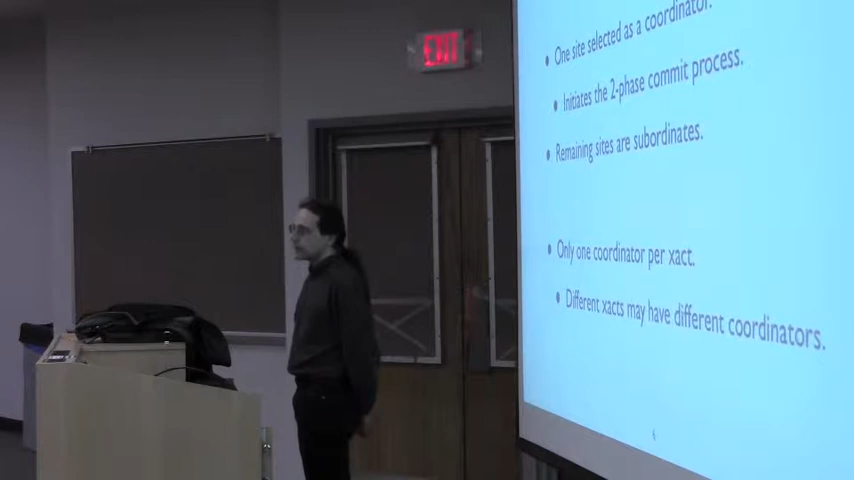 EXIT
• One site selected as a coordinator.
• Initiates the 2-phase commit process.
• Remaining sites are subordinates.
• Only one coordinator per xact.
• Different xacts may have different coordinators.
6